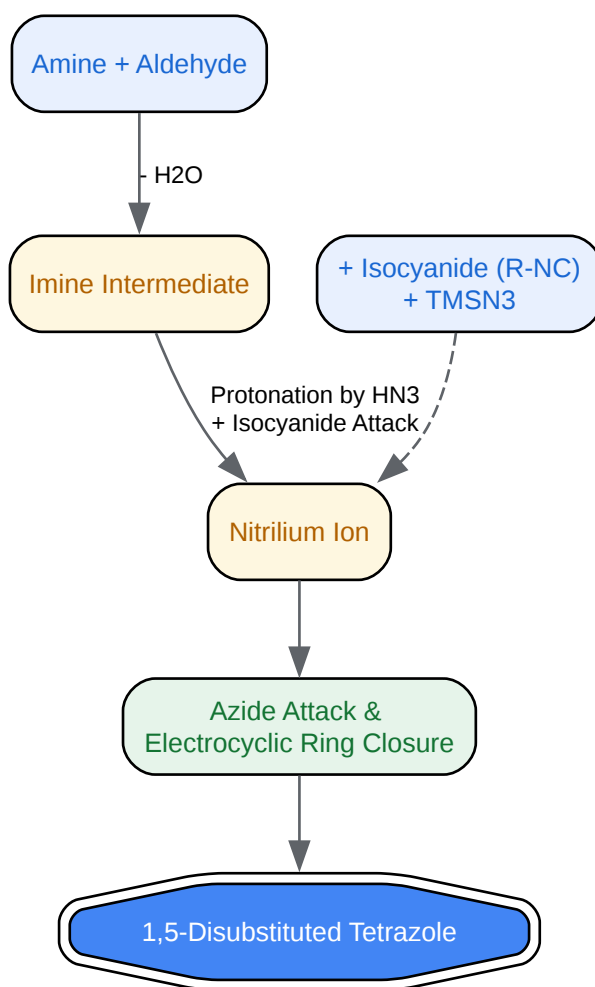 Amine + Aldehyde
- H2O
Imine Intermediate
+ Isocyanide (R-NC)
+ TMSN3
Protonation by HN3
+ Isocyanide Attack
Nitrilium Ion
Azide Attack &
Electrocyclic Ring Closure
1,5-Disubstituted Tetrazole